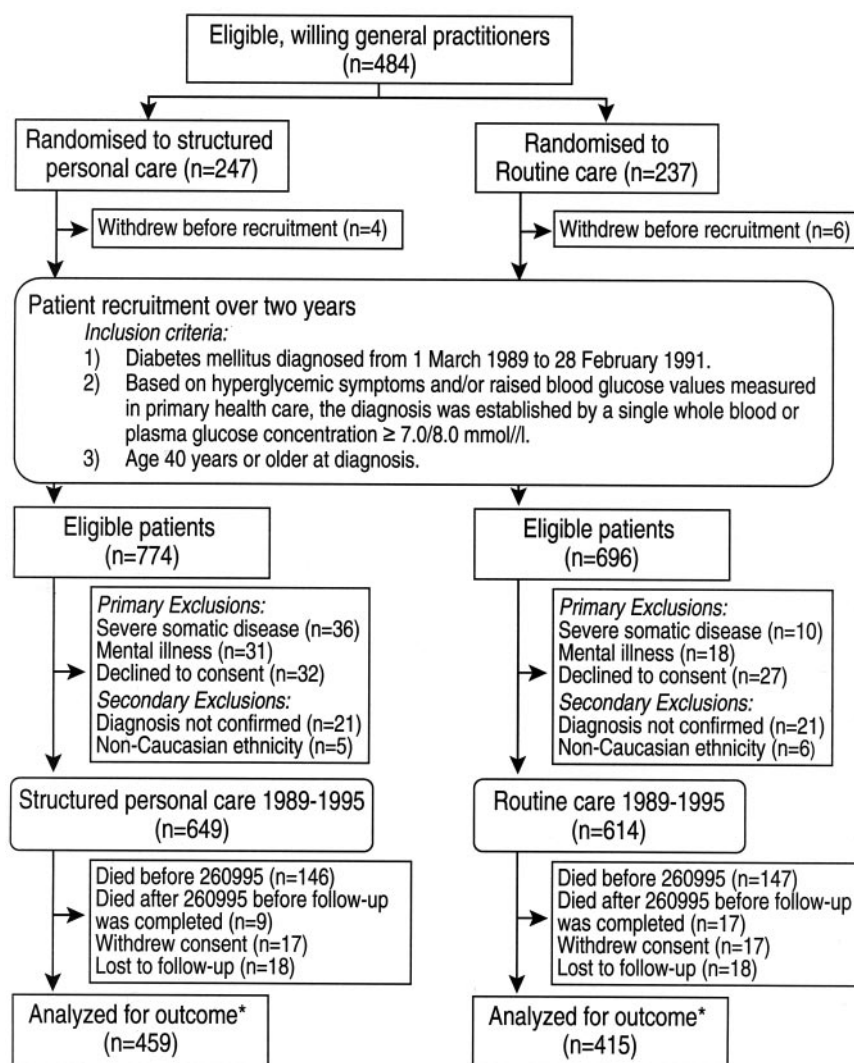 Eligible, willing general practitioners
(n=484)
Randomised to structured
personal care (n=247)
Randomised to
Routine care (n=237)
Withdrew before recruitment (n=4)
Withdrew before recruitment (n=6)
Patient recruitment over two years
Inclusion criteria:
1) Diabetes mellitus diagnosed from 1 March 1989 to 28 February 1991.
2) Based on hyperglycemic symptoms and/or raised blood glucose values measured
in primary health care, the diagnosis was established by a single whole blood or
plasma glucose concentration ≥ 7.0/8.0 mmol//l.
3) Age 40 years or older at diagnosis.
Eligible patients
(n=774)
Eligible patients
(n=696)
Primary Exclusions:
Severe somatic disease (n=36)
Mental illness (n=31)
Declined to consent (n=32)
Secondary Exclusions:
Diagnosis not confirmed (n=21)
Non-Caucasian ethnicity (n=5)
Primary Exclusions:
Severe somatic disease (n=10)
Mental illness (n=18)
Declined to consent (n=27)
Secondary Exclusions:
Diagnosis not confirmed (n=21)
Non-Caucasian ethnicity (n=6)
Structured personal care 1989-1995
(n=649)
Routine care 1989-1995
(n=614)
Died before 260995 (n=146)
Died after 260995 before follow-up
was completed (n=9)
Withdrew consent (n=17)
Lost to follow-up (n=18)
Died before 260995 (n=147)
Died after 260995 before follow-up
was completed (n=17)
Withdrew consent (n=17)
Lost to follow-up (n=18)
Analyzed for outcome*
(n=459)
Analyzed for outcome*
(n=415)